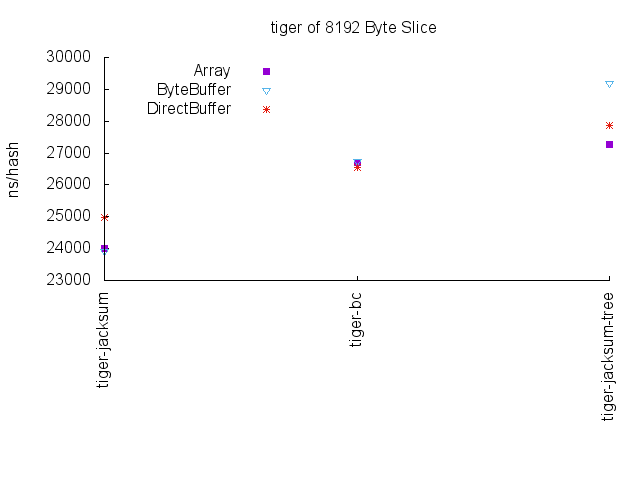 tiger of 8192 Byte Slice
ns/hash
30000
29000
28000
27000
26000
25000
24000
23000
Array
ByteBuffer
DirectBuffer
tiger-jacksum
tiger-bc
tiger-jacksum-tree